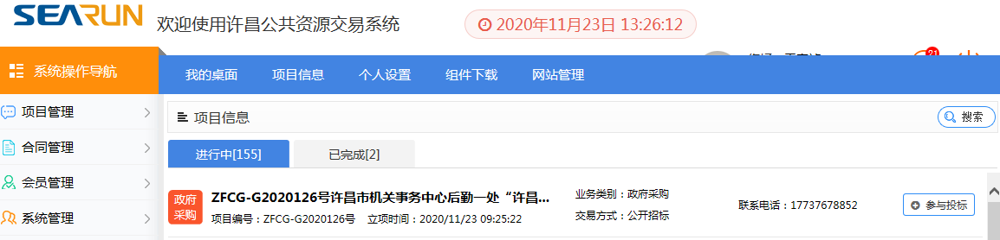 SEARUN 欢迎使用许昌公共资源交易系统 2020年11月23日 13:26:12
21
系统操作导航 我的桌面 项目信息 个人设置 组件下载 网站管理
项目管理 项目信息 搜索
合同管理 进行中[155] 已完成[2]
会员管理
系统管理
政府采购 ZFCG-G2020126号许昌市机关事务中心后勤一处“许昌...
项目编号：ZFCG-G2020126号 立项时间：2020/11/23 09:25:22
业务类别：政府采购
交易方式：公开招标
联系电话：17737678852
参与投标